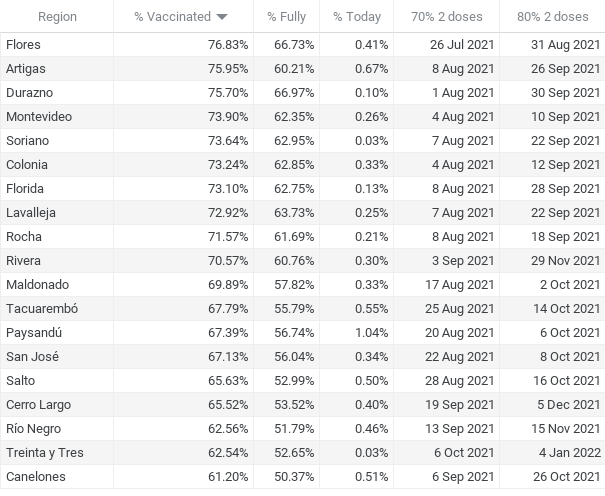 Region % Vaccinated % Fully % Today 70% 2 doses 80% 2 doses
Flores 76.83% 66.73% 0.41% 26 Jul 2021 31 Aug 2021
Artigas 75.95% 60.21% 0.67% 8 Aug 2021 26 Sep 2021
Durazno 75.70% 66.97% 0.10% 1 Aug 2021 30 Sep 2021
Montevideo 73.90% 62.35% 0.26% 4 Aug 2021 10 Sep 2021
Soriano 73.64% 62.95% 0.03% 7 Aug 2021 22 Sep 2021
Colonia 73.24% 62.85% 0.33% 4 Aug 2021 12 Sep 2021
Florida 73.10% 62.75% 0.13% 8 Aug 2021 28 Sep 2021
Lavalleja 72.92% 63.73% 0.25% 7 Aug 2021 22 Sep 2021
Rocha 71.57% 61.69% 0.21% 8 Aug 2021 18 Sep 2021
Rivera 70.57% 60.76% 0.30% 3 Sep 2021 29 Nov 2021
Maldonado 69.89% 57.82% 0.33% 17 Aug 2021 2 Oct 2021
Tacuarembó 67.79% 55.79% 0.55% 25 Aug 2021 14 Oct 2021
Paysandú 67.39% 56.74% 1.04% 20 Aug 2021 6 Oct 2021
San José 67.13% 56.04% 0.34% 22 Aug 2021 8 Oct 2021
Salto 65.63% 52.99% 0.50% 28 Aug 2021 16 Oct 2021
Cerro Largo 65.52% 53.52% 0.40% 19 Sep 2021 5 Dec 2021
Río Negro 62.56% 51.79% 0.46% 13 Sep 2021 15 Nov 2021
Treinta y Tres 62.54% 52.65% 0.03% 6 Oct 2021 4 Jan 2022
Canelones 61.20% 50.37% 0.51% 6 Sep 2021 26 Oct 2021